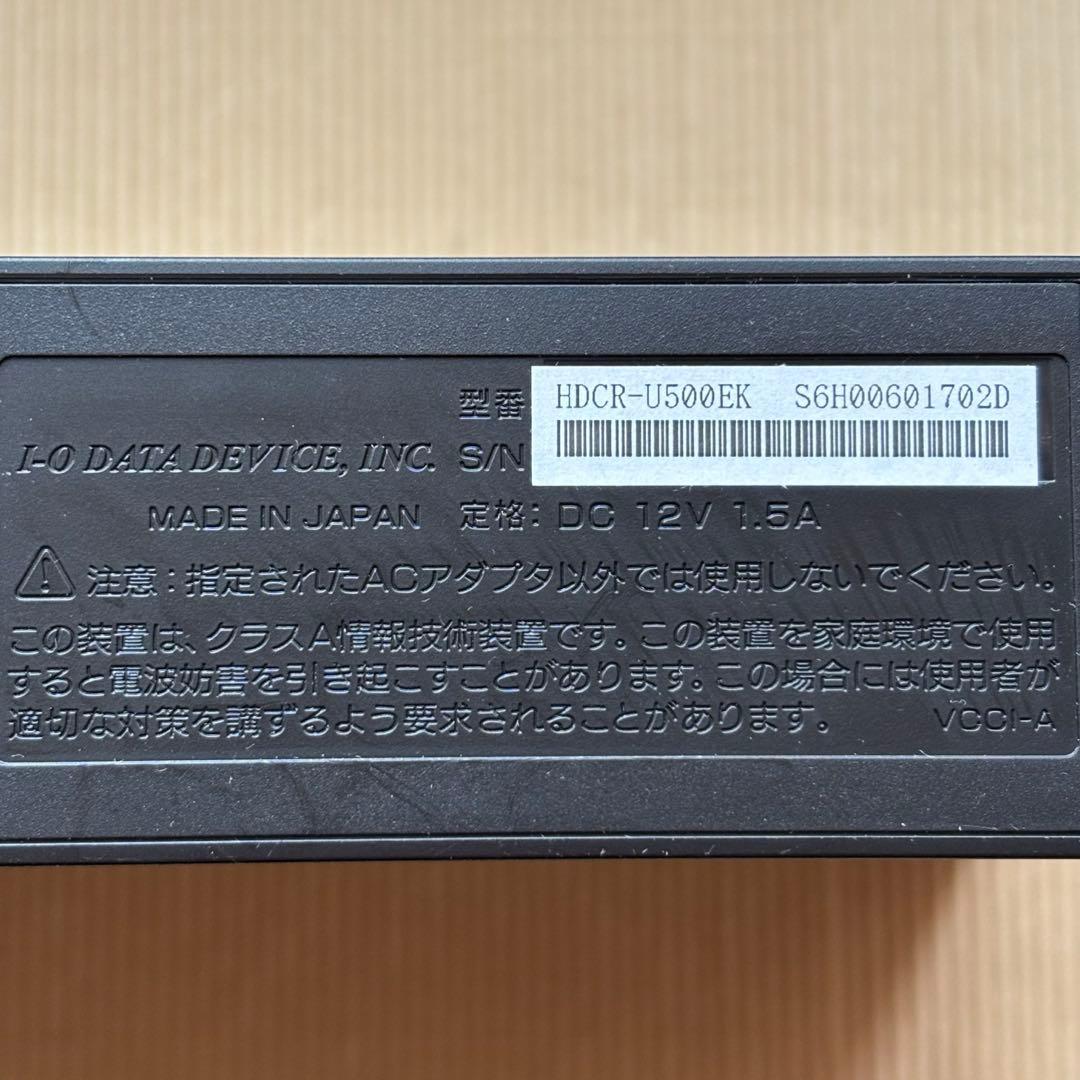 型番 HDCR-U500EK S6H00601702D
I-O DATA DEVICE, INC. S/N
MADE IN JAPAN 定格: DC 12V 1.5A
注意:指定されたACアダプタ以外では使用しないでください。
この装置は、クラスA情報技術装置です。この装置を家庭環境で使用
すると電波妨害を引き起こすことがあります。この場合には使用者が
適切な対策を講ずるよう要求されることがあります。 VCCI-A